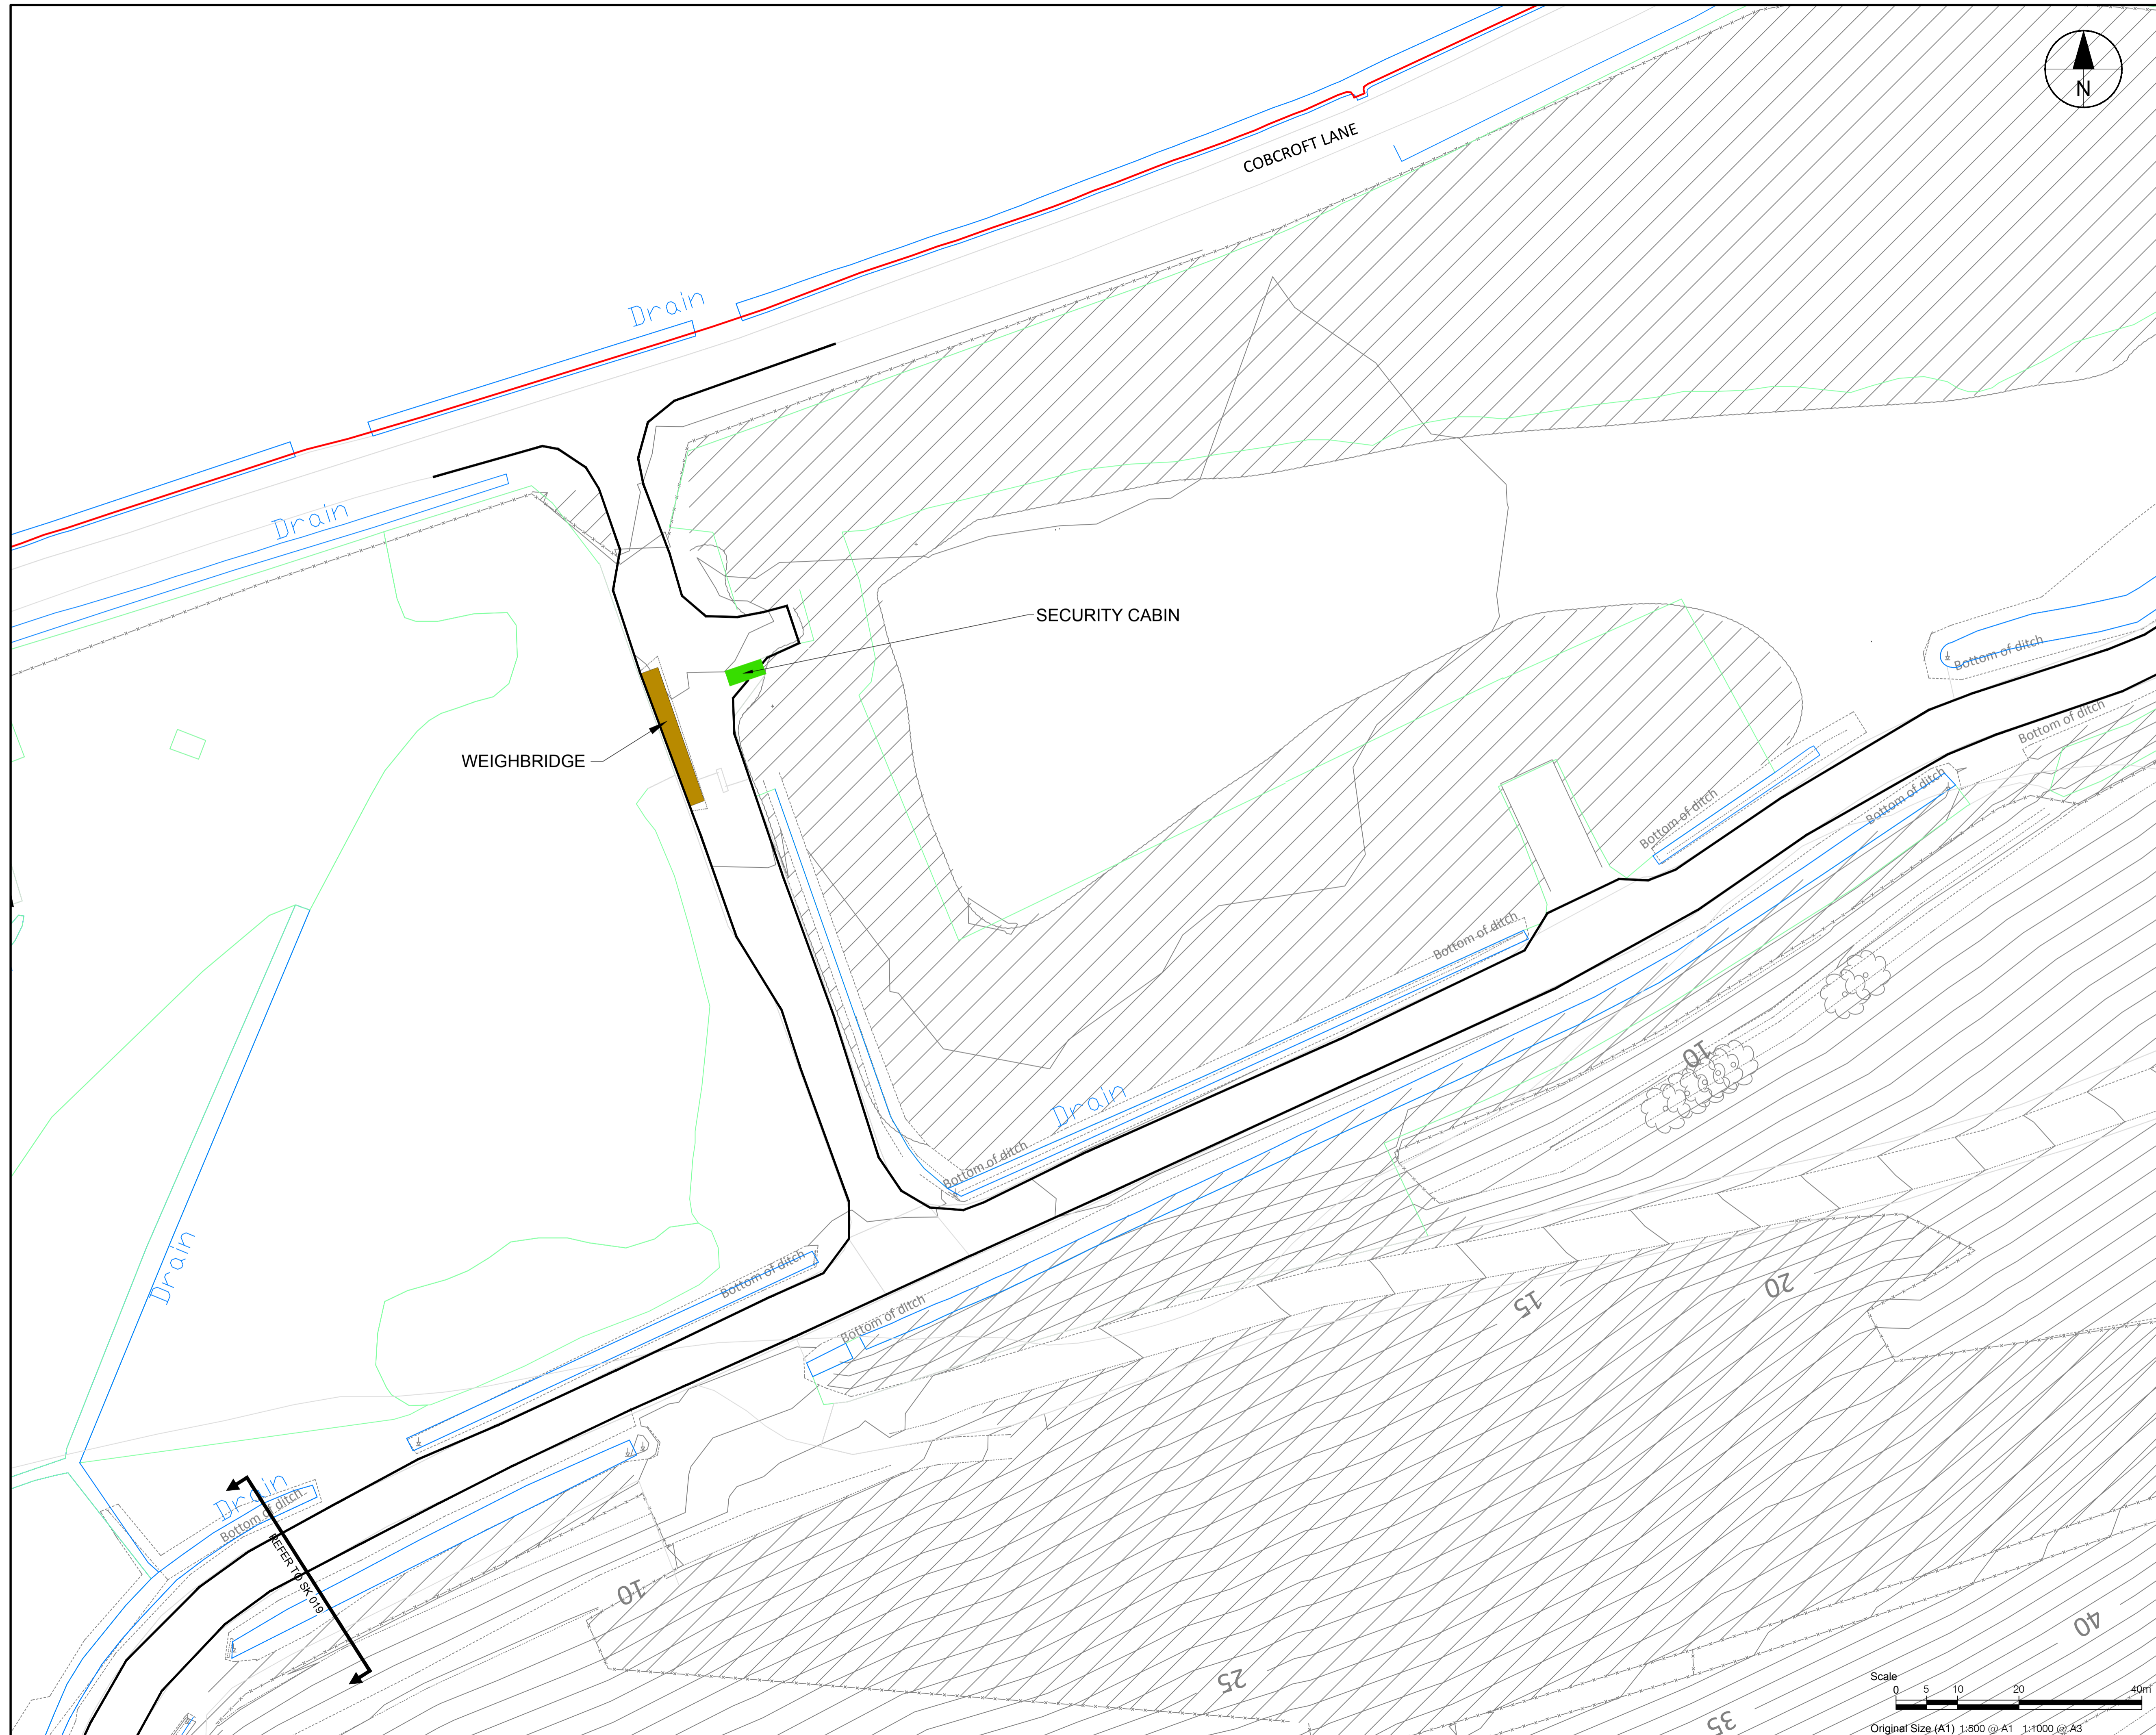 N
COBCROFT LANE
Drain
Drain
SECURITY CABIN
Bottom of ditch
Bottom of ditch
WEIGHBRIDGE
Bottom of ditch
Bottom of ditch
Bottom of ditch
10
Drain
Bottom of ditch
Drain
Bottom of ditch
20
15
Bottom of ditch
Drain
Bottom of ditch
REFER TO SK 019
10
40
25
35
Scale
0 5 10 20 40m
Original Size (A1) 1:500 @ A1 1:1000 @ A3